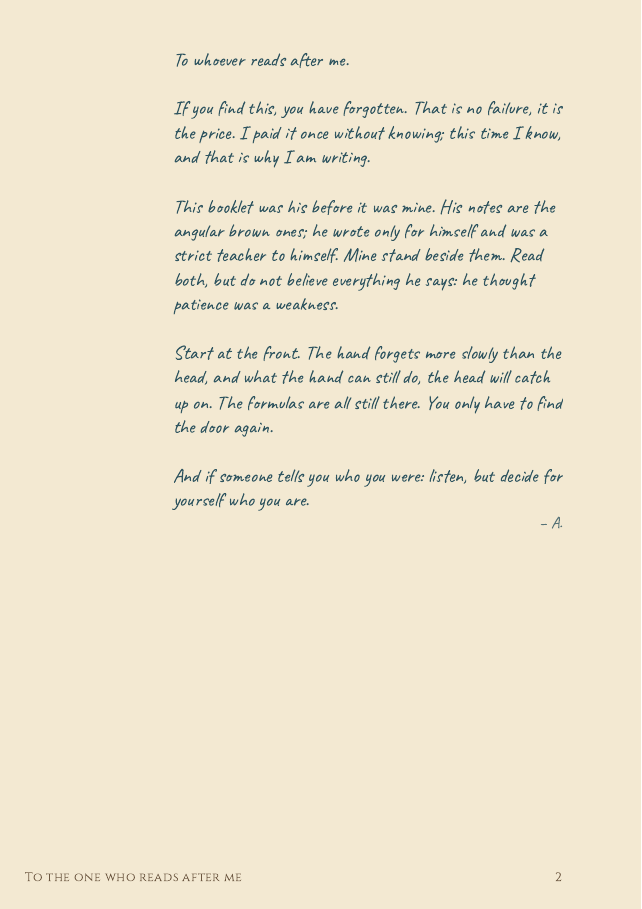 To whoever reads after me.
If you find this, you have forgotten. That is no failure, it is
the price. I paid it once without knowing; this time I know,
and that is why I am writing.
This booklet was his before it was mine. His notes are the
angular brown ones; he wrote only for himself and was a
strict teacher to himself. Mine stand beside them. Read
both, but do not believe everything he says: he thought
patience was a weakness.
Start at the front. The hand forgets more slowly than the
head, and what the hand can still do, the head will catch
up on. The formulas are all still there. You only have to find
the door again.
And if someone tells you who you were: listen, but decide for
yourself who you are.
– A.
To the one who reads after me 2